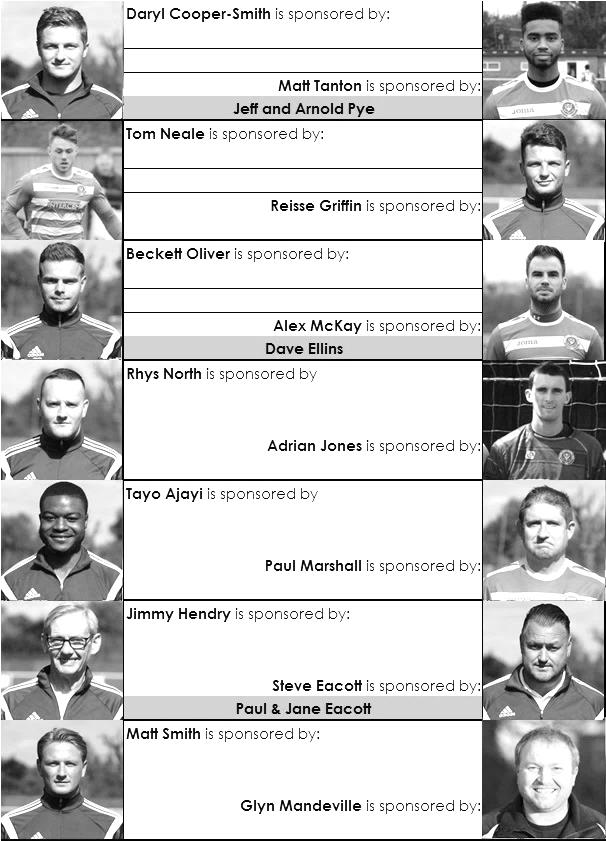 Daryl Cooper-Smith is sponsored by:
Matt Tanton is sponsored by:
Jeff and Arnold Pye
Tom Neale is sponsored by:
Reisse Griffin is sponsored by:
Beckett Oliver is sponsored by:
Alex McKay is sponsored by:
Dave Ellins
Rhys North is sponsored by
Adrian Jones is sponsored by:
Tayo Ajayi is sponsored by
Paul Marshall is sponsored by:
Jimmy Hendry is sponsored by:
Steve Eacott is sponsored by:
Paul & Jane Eacott
Matt Smith is sponsored by:
Glyn Mandeville is sponsored by:
joma
joma